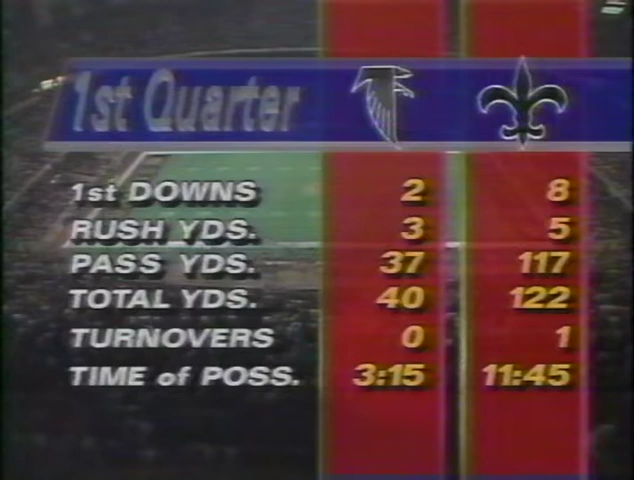 1st Quarter
1st DOWNS 2 8
RUSH YDS. 3 5
PASS YDS. 37 117
TOTAL YDS. 40 122
TURNOVERS 0 1
TIME of POSS. 3:15 11:45